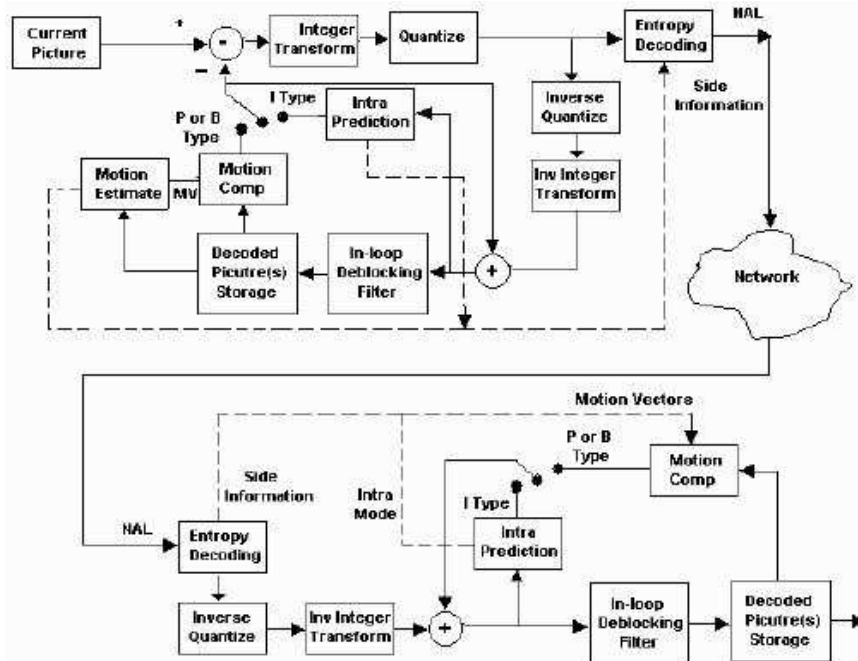 Current
Picture
+
-
Integer
Transform
Quantize
Entropy
Decoding
NAL
Side
Information
–
I Type
Intra
Prediction
Inverse
Quantize
P or B
Type
Motion
Estimate
MV
Motion
Comp
Inv Integer
Transform
Decoded
Picutre(s)
Storage
In-loop
Deblocking
Filter
+
Network
Motion Vectors
P or B
Type
Motion
Comp
Side
Information
Intra
Mode
I Type
NAL
Entropy
Decoding
Intra
Prediction
Inverse
Quantize
Inv Integer
Transform
+
In-loop
Deblocking
Filter
Decoded
Picutre(s)
Storage